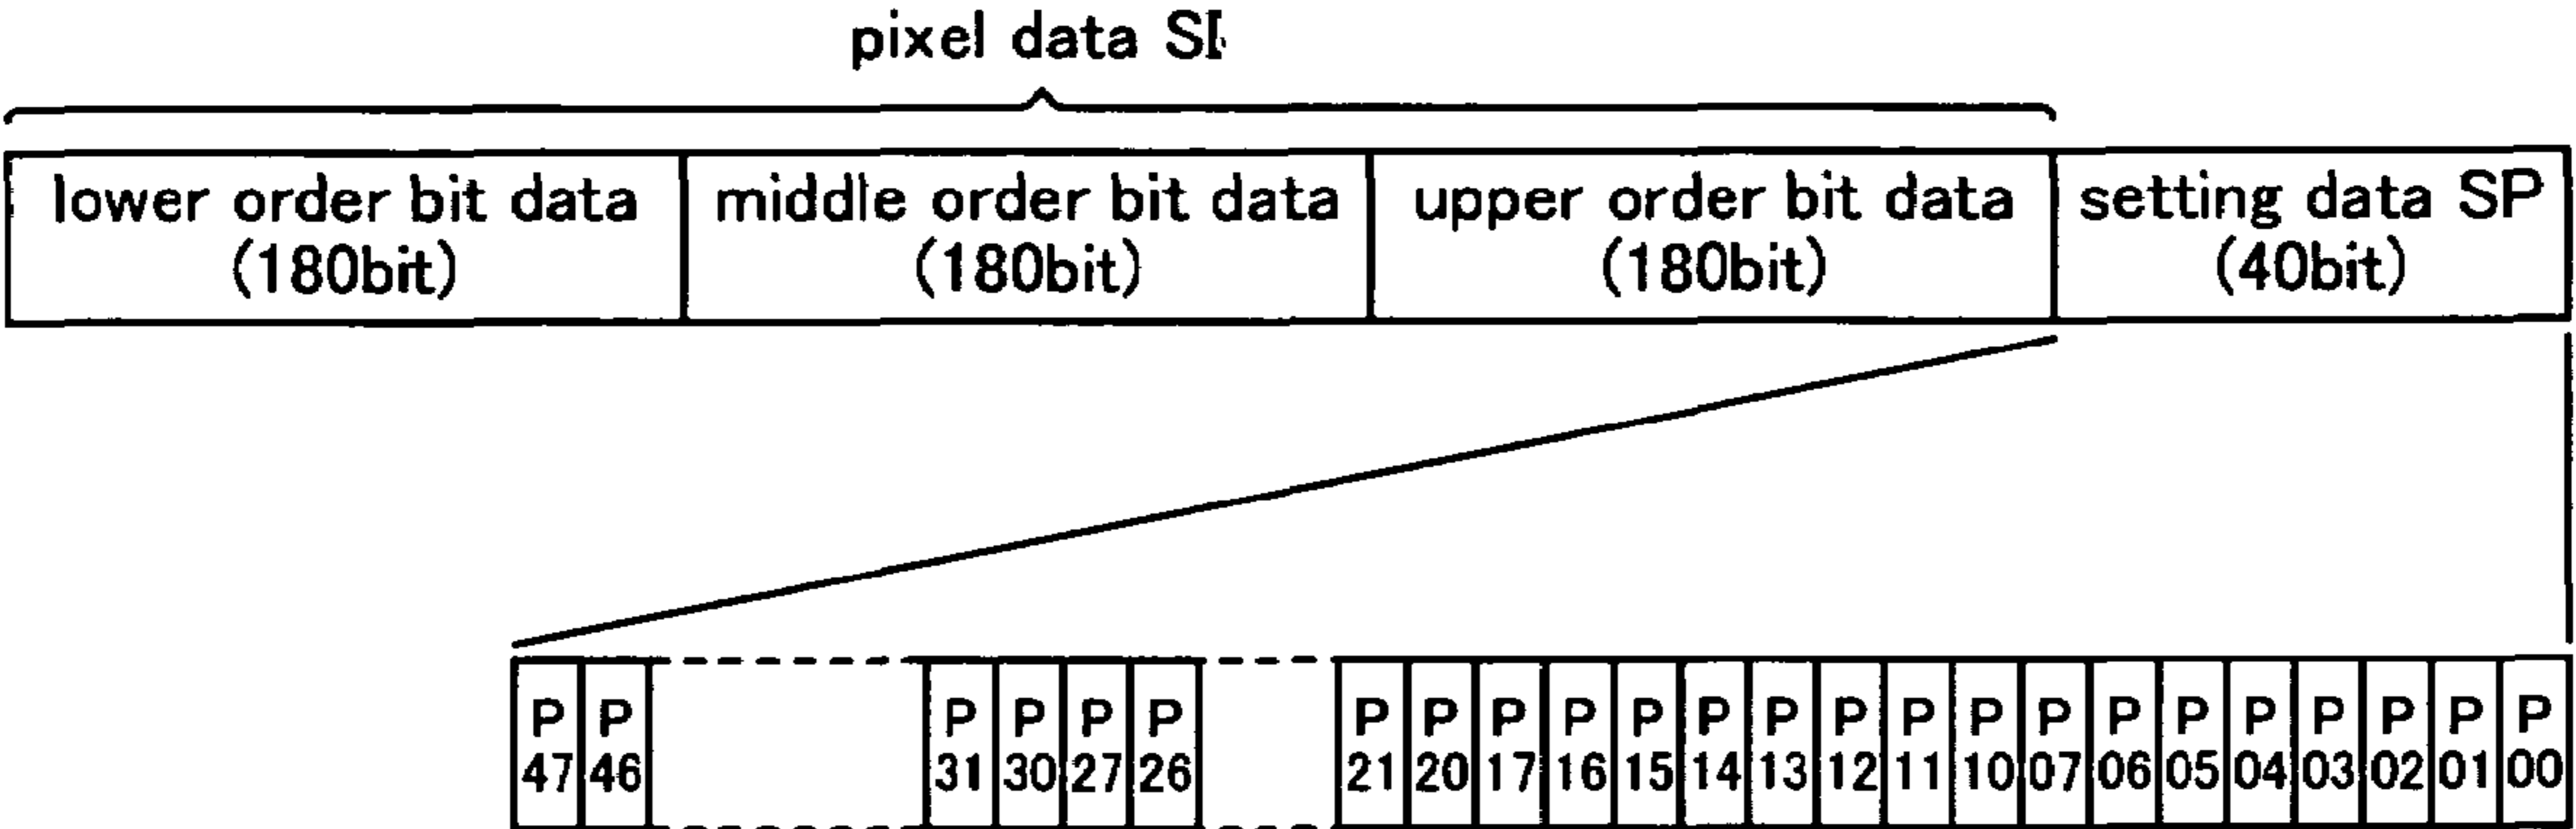 pixel data SI
lower order bit data
(180bit)
middle order bit data
(180bit)
upper order bit data
(180bit)
setting data SP
(40bit)
P P P P P P P P P P P P P P P P P P P P P P P P
47 46 31 30 27 26 21 20 17 16 15 14 13 12 11 10 07 06 05 04 03 02 01 00